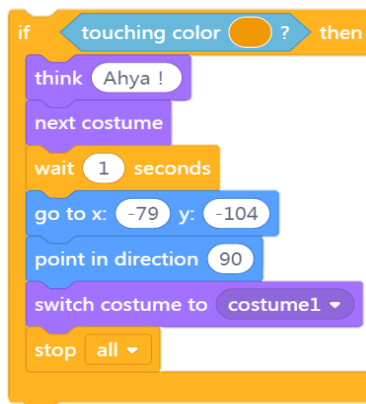 if touching color ? then
think Ahya !
next costume
wait 1 seconds
go to x: -79 y: -104
point in direction 90
switch costume to costume1
stop all